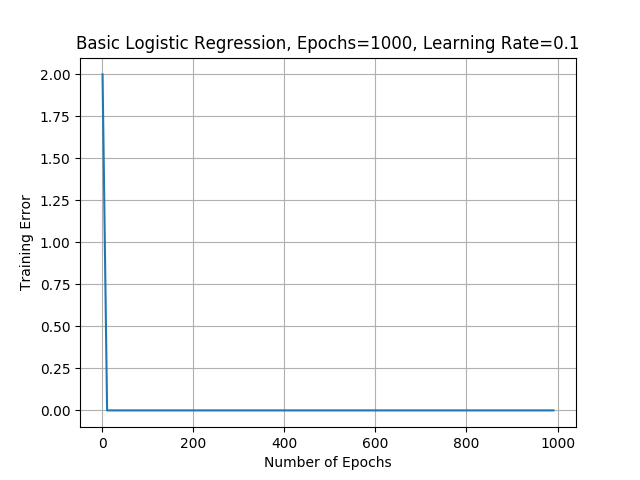 Basic Logistic Regression, Epochs=1000, Learning Rate=0.1
2.00
1.75
1.50
1.25
1.00
0.75
0.50
0.25
0.00
Training Error
0 200 400 600 800 1000
Number of Epochs